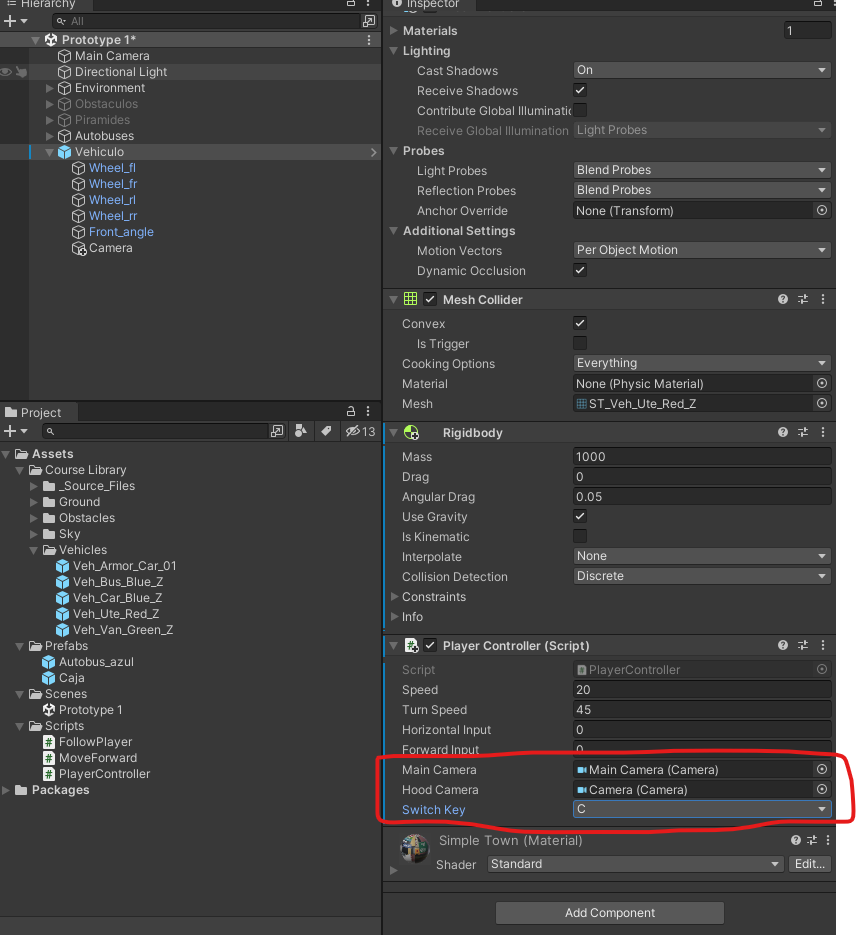 Hierarchy
All
Prototype 1*
Main Camera
Directional Light
Environment
Obstaculos
Piramides
Autobuses
Vehiculo
Wheel_fl
Wheel_fr
Wheel_rl
Wheel_rr
Front_angle
Camera
Project
13
Assets
Course Library
_Source_Files
Ground
Obstacles
Sky
Vehicles
Veh_Armor_Car_01
Veh_Bus_Blue_Z
Veh_Car_Blue_Z
Veh_Ute_Red_Z
Veh_Van_Green_Z
Prefabs
Autobus_azul
Caja
Scenes
Prototype 1
Scripts
FollowPlayer
MoveForward
PlayerController
Packages
Inspector
Materials 1
Lighting
Cast Shadows On
Receive Shadows
Contribute Global Illuminatic
Receive Global Illumination Light Probes
Probes
Light Probes Blend Probes
Reflection Probes Blend Probes
Anchor Override None (Transform)
Additional Settings
Motion Vectors Per Object Motion
Dynamic Occlusion
Mesh Collider
Convex
Is Trigger
Cooking Options Everything
Material None (Physic Material)
Mesh ST_Veh_Ute_Red_Z
Rigidbody
Mass 1000
Drag 0
Angular Drag 0.05
Use Gravity
Is Kinematic
Interpolate None
Collision Detection Discrete
Constraints
Info
Player Controller (Script)
Script PlayerController
Speed 20
Turn Speed 45
Horizontal Input 0
Forward Input 0
Main Camera Main Camera (Camera)
Hood Camera Camera (Camera)
Switch Key C
Simple Town (Material)
Shader Standard Edit...
Add Component